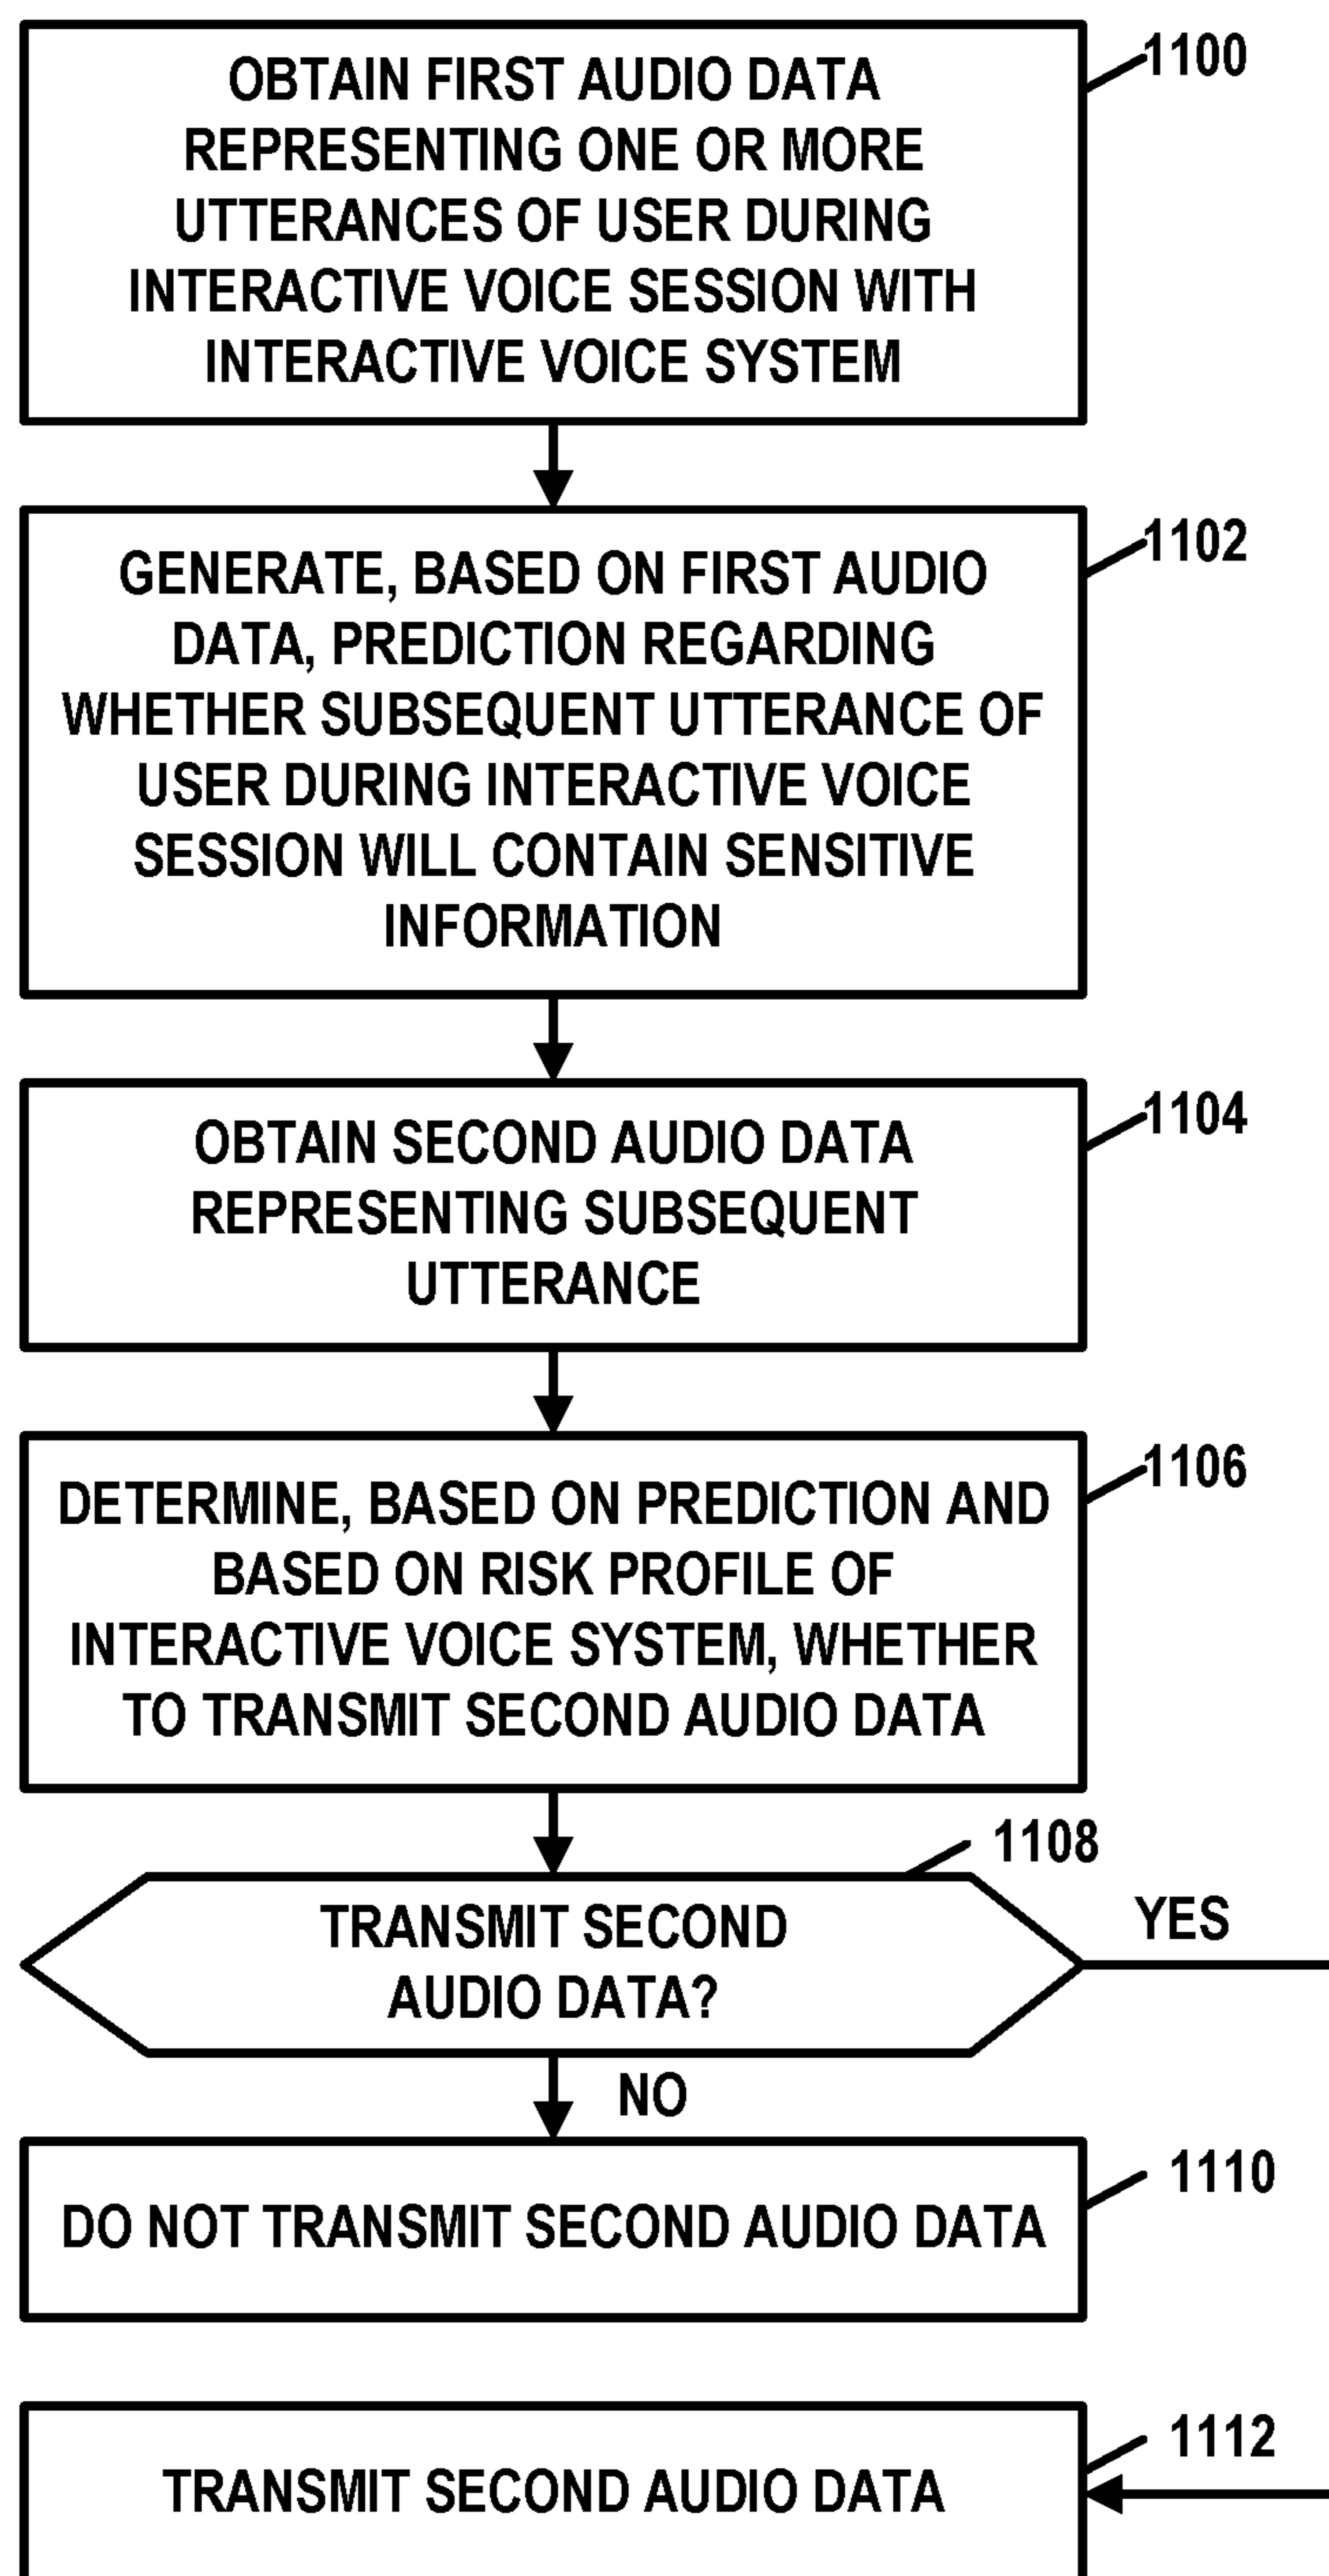 OBTAIN FIRST AUDIO DATA
REPRESENTING ONE OR MORE
UTTERANCES OF USER DURING
INTERACTIVE VOICE SESSION WITH
INTERACTIVE VOICE SYSTEM
1100
GENERATE, BASED ON FIRST AUDIO
DATA, PREDICTION REGARDING
WHETHER SUBSEQUENT UTTERANCE OF
USER DURING INTERACTIVE VOICE
SESSION WILL CONTAIN SENSITIVE
INFORMATION
1102
OBTAIN SECOND AUDIO DATA
REPRESENTING SUBSEQUENT
UTTERANCE
1104
DETERMINE, BASED ON PREDICTION AND
BASED ON RISK PROFILE OF
INTERACTIVE VOICE SYSTEM, WHETHER
TO TRANSMIT SECOND AUDIO DATA
1106
1108
TRANSMIT SECOND
AUDIO DATA?
YES
NO
DO NOT TRANSMIT SECOND AUDIO DATA
1110
TRANSMIT SECOND AUDIO DATA
1112